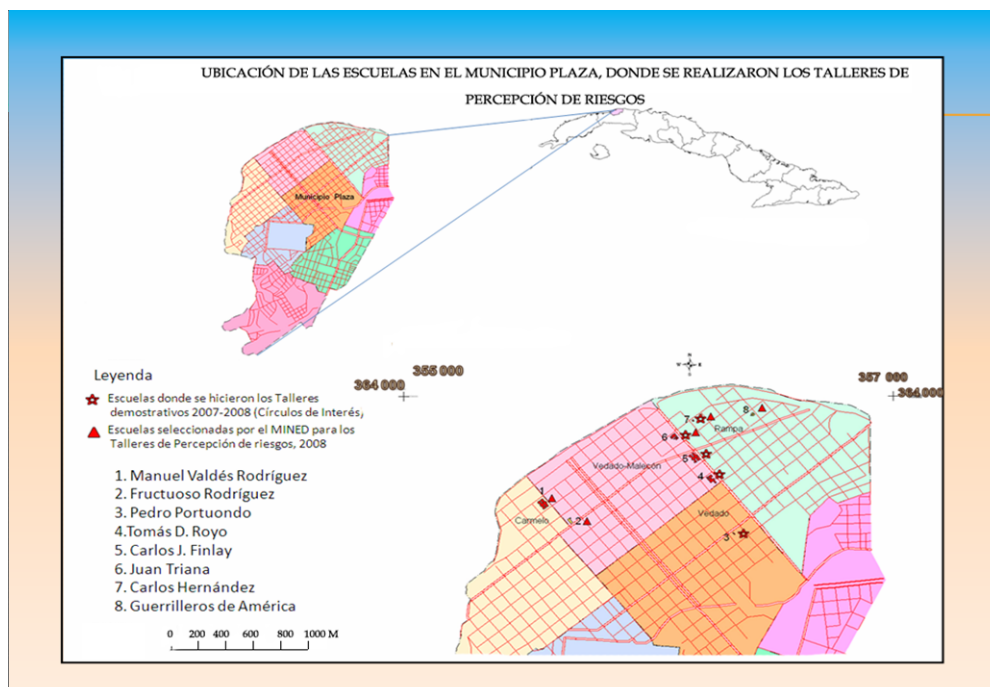 UBICACIÓN DE LAS ESCUELAS EN EL MUNICIPIO PLAZA, DONDE SE REALIZARON LOS TALLERES DE
PERCEPCIÓN DE RIESGOS
Municipio Plaza
Leyenda
Escuelas donde se hicieron los Talleres
demostrativos 2007-2008 (Círculos de Interés)
Escuelas seleccionadas por el MINED para los
Talleres de Percepción de riesgos, 2008
1. Manuel Valdés Rodríguez
2. Fructuoso Rodríguez
3. Pedro Portuondo
4.Tomás D. Royo
5. Carlos J. Finlay
6. Juan Triana
7. Carlos Hernández
8. Guerrilleros de América
0 200 400 600 800 1000 M
364 000
355 000
357 000
364 000
N
W
E
S
7
8
Rampa
6
5
Vedado-Malecón
4
1
Carmelo
2
Vedado
3